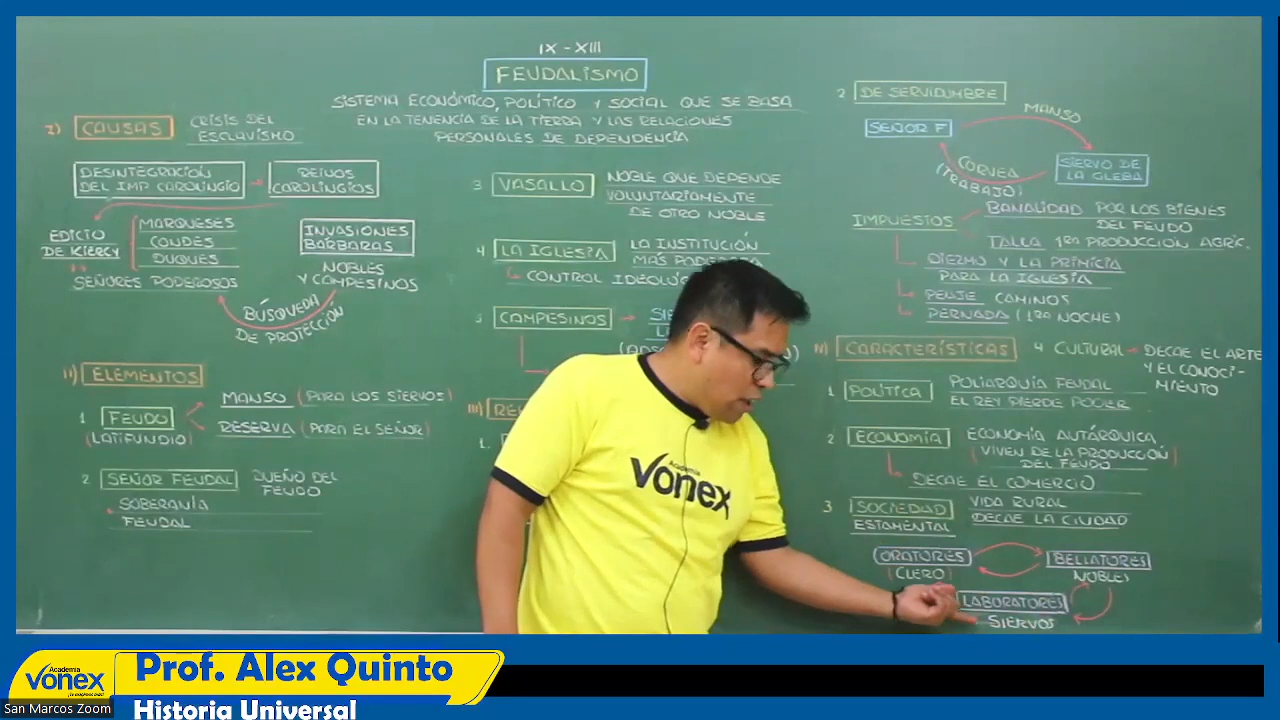 IX - XIII
FEUDALISMO
SISTEMA ECONÓMICO, POLÍTICO Y SOCIAL QUE SE BASA
EN LA TENENCIA DE LA TIERRA Y LAS RELACIONES
PERSONALES DE DEPENDENCIA
I) CAUSAS
CRISIS DEL
ESCLAVISMO
DESINTEGRACIÓN
DEL IMP CAROLINGIO
REINOS
CAROLINGIOS
EDICTO
DE KIERCY
MARQUESES
CONDES
DUQUES
SEÑORES PODEROSOS
INVASIONES
BÁRBARAS
NOBLES
Y CAMPESINOS
BÚSQUEDA
DE PROTECCIÓN
II) ELEMENTOS
1 FEUDO
(LATIFUNDIO)
MANSO (PARA LOS SIERVOS)
RESERVA (PARA EL SEÑOR)
2 SEÑOR FEUDAL
DUEÑO DEL
FEUDO
SOBERANÍA
FEUDAL
3 VASALLO
NOBLE QUE DEPENDE
VOLUNTARIAMENTE
DE OTRO NOBLE
4 LA IGLESIA
LA INSTITUCIÓN
MÁS
CONTROL
5 CAMPESINOS
III)
1.
2 DE SERVIDUMBRE
SEÑOR F
MANSO
SIERVO DE
LA GLEBA
CORVEA
(TRABAJO)
IMPUESTOS
BANALIDAD POR LOS BIENES
DEL FEUDO
TALLA 1RA PRODUCCIÓN AGRÍC.
DIEZMO Y LA PRIMICIA
PARA LA IGLESIA
PEAJE CAMINOS
PERNADA (1RA NOCHE)
IV) CARACTERÍSTICAS
1 POLÍTICA
POLIARQUÍA FEUDAL
EL REY PIERDE PODER
2 ECONOMÍA
ECONOMÍA AUTÁRQUICA
(VIVEN DE LA PRODUCCIÓN
DEL FEUDO)
DECAE EL COMERCIO
3 SOCIEDAD
ESTAMENTAL
VIDA RURAL
DECAE LA CIUDAD
ORATORES
(CLERO)
BELLATORES
NOBLES
LABORATORES
SIERVOS
4 CULTURAL
DECAE EL ARTE
Y EL CONOCI-
MIENTO
Academia
vonex
Academia
vonex
Prof. Alex Quinto
Historia Universal
San Marcos Zoom